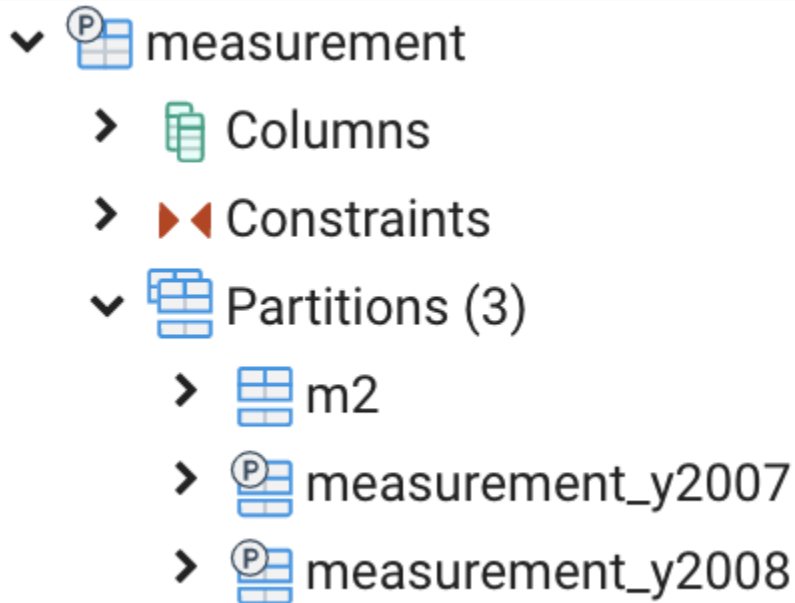 P measurement
Columns
Constraints
Partitions (3)
m2
P measurement_y2007
P measurement_y2008